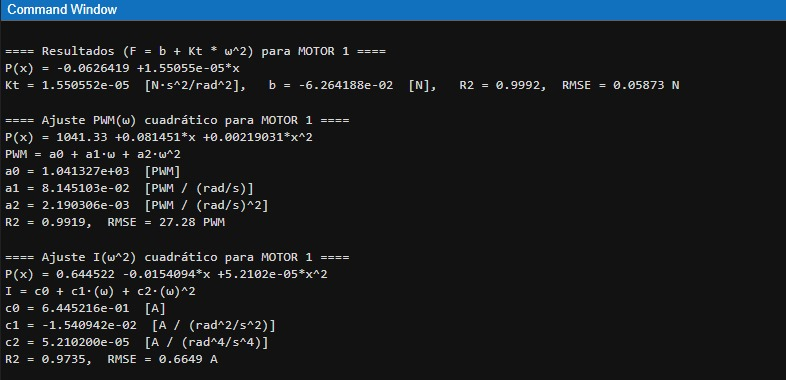 Command Window
==== Resultados (F = b + Kt * ω^2) para MOTOR 1 ====
P(x) = -0.0626419 +1.55055e-05*x
Kt = 1.550552e-05  [N·s^2/rad^2],   b = -6.264188e-02  [N],   R2 = 0.9992,  RMSE = 0.05873 N
==== Ajuste PWM(ω) cuadrático para MOTOR 1 ====
P(x) = 1041.33 +0.081451*x +0.00219031*x^2
PWM = a0 + a1·ω + a2·ω^2
a0 = 1.041327e+03  [PWM]
a1 = 8.145103e-02  [PWM / (rad/s)]
a2 = 2.190306e-03  [PWM / (rad/s)^2]
R2 = 0.9919,  RMSE = 27.28 PWM
==== Ajuste I(ω^2) cuadrático para MOTOR 1 ====
P(x) = 0.644522 -0.0154094*x +5.2102e-05*x^2
I = c0 + c1·(ω) + c2·(ω)^2
c0 = 6.445216e-01  [A]
c1 = -1.540942e-02  [A / (rad^2/s^2)]
c2 = 5.210200e-05  [A / (rad^4/s^4)]
R2 = 0.9735,  RMSE = 0.6649 A